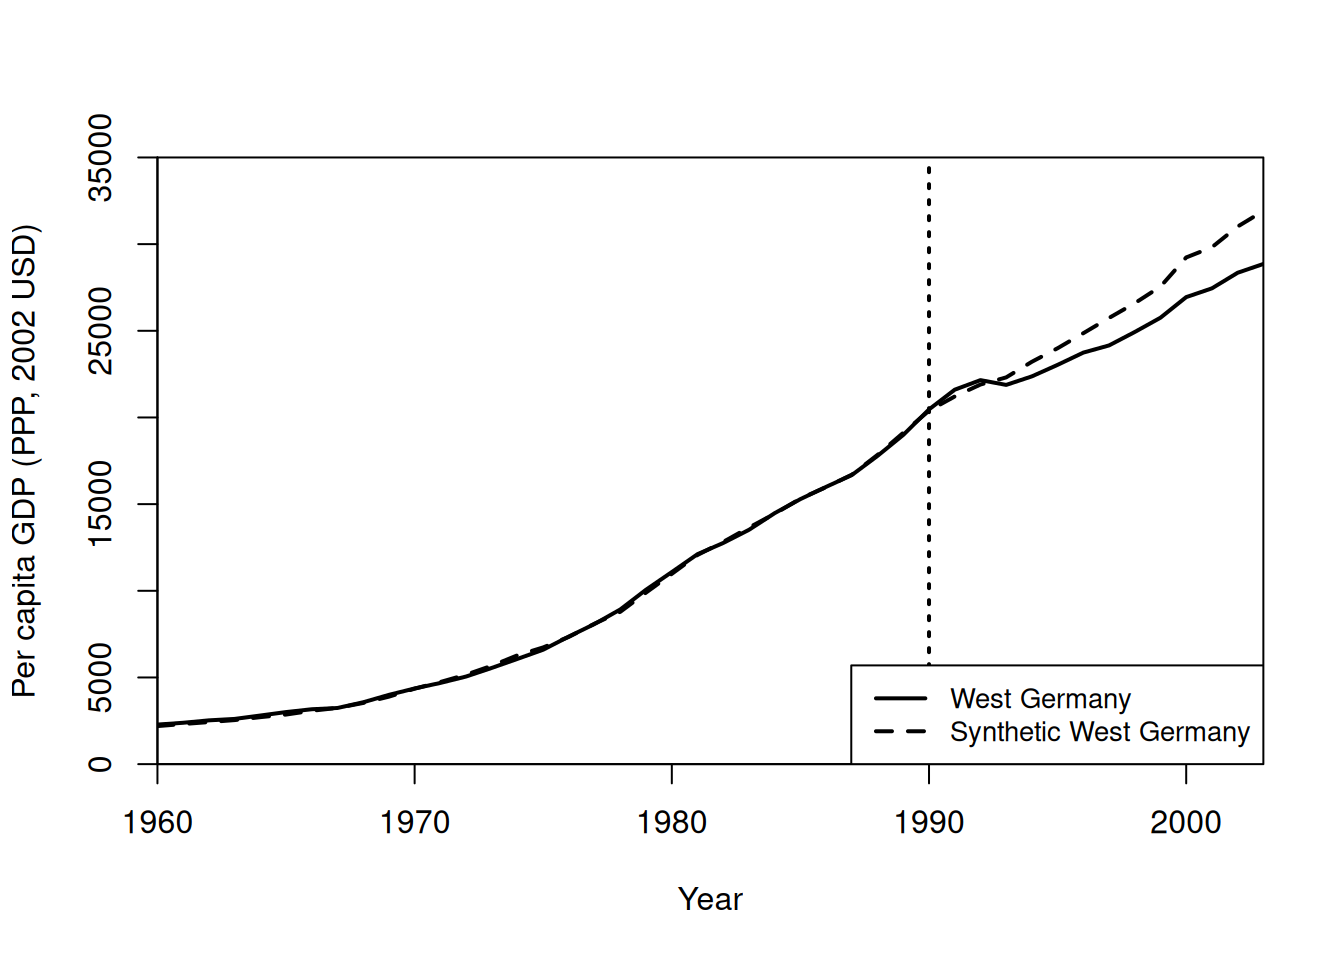 Per capita GDP (PPP, 2002 USD)
35000
25000
15000
5000
0
West Germany
Synthetic West Germany
1960
1970
1980
1990
2000
Year